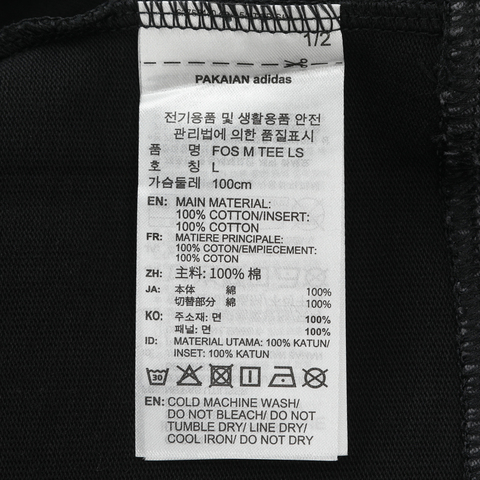 1/2
PAKAIAN adidas
전기용품 및 생활용품 안전
관리법에 의한 품질표시
품 명 FOS M TEE LS
호 칭 L
가슴둘레 100cm
EN: MAIN MATERIAL:
100% COTTON/INSERT:
100% COTTON
FR: MATIERE PRINCIPALE:
100% COTON/EMPIECEMENT:
100% COTON
ZH: 主料: 100% 棉
JA: 本体 綿 100%
切替部分 綿 100%
KO: 주소재: 면 100%
패널: 면 100%
ID: MATERIAL UTAMA: 100% KATUN/
INSET: 100% KATUN
30
EN: COLD MACHINE WASH/
DO NOT BLEACH/ DO NOT
TUMBLE DRY/ LINE DRY/
COOL IRON/ DO NOT DRY